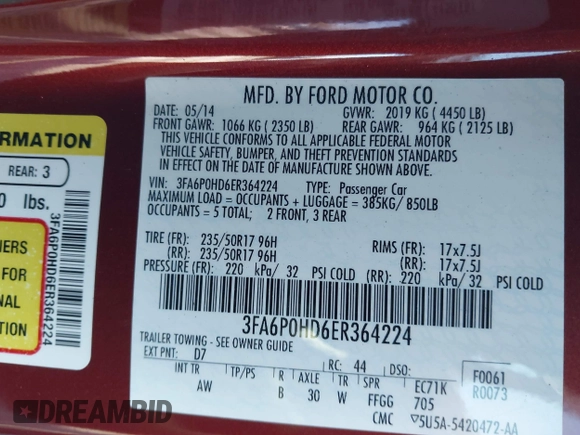 MFD. BY FORD MOTOR CO.
DATE: 05/14 GVWR: 2019 KG ( 4450 LB)
FRONT GAWR: 1066 KG ( 2350 LB) REAR GAWR: 964 KG ( 2125 LB)
THIS VEHICLE CONFORMS TO ALL APPLICABLE FEDERAL MOTOR
VEHICLE SAFETY, BUMPER, AND THEFT PREVENTION STANDARDS
IN EFFECT ON THE DATE OF MANUFACTURE SHOWN ABOVE.
VIN: 3FA6P0HD6ER364224 TYPE: Passenger Car
MAXIMUM LOAD = OCCUPANTS + LUGGAGE = 385KG/ 850LB
OCCUPANTS = 5 TOTAL; 2 FRONT, 3 REAR
TIRE (FR): 235/50R17 96H RIMS (FR): 17x7.5J
(RR): 235/50R17 96H (RR): 17x7.5J
PRESSURE (FR): 220 kPa/ 32 PSI COLD (RR): 220 kPa/ 32 PSI COLD
3FA6P0HD6ER364224
TRAILER TOWING - SEE OWNER GUIDE
EXT PNT: D7 RC: 44 DSO: F0061
R0073
INT TR TP/PS R AXLE TR SPR EC71K
AW B 30 W FFGG 705
CMC ▽5U5A-5420472-AA
ORMATION
REAR: 3
0 lbs.
3FA6P0HD6ER364224
NERS
FOR
NAL
TION
DREAMBID